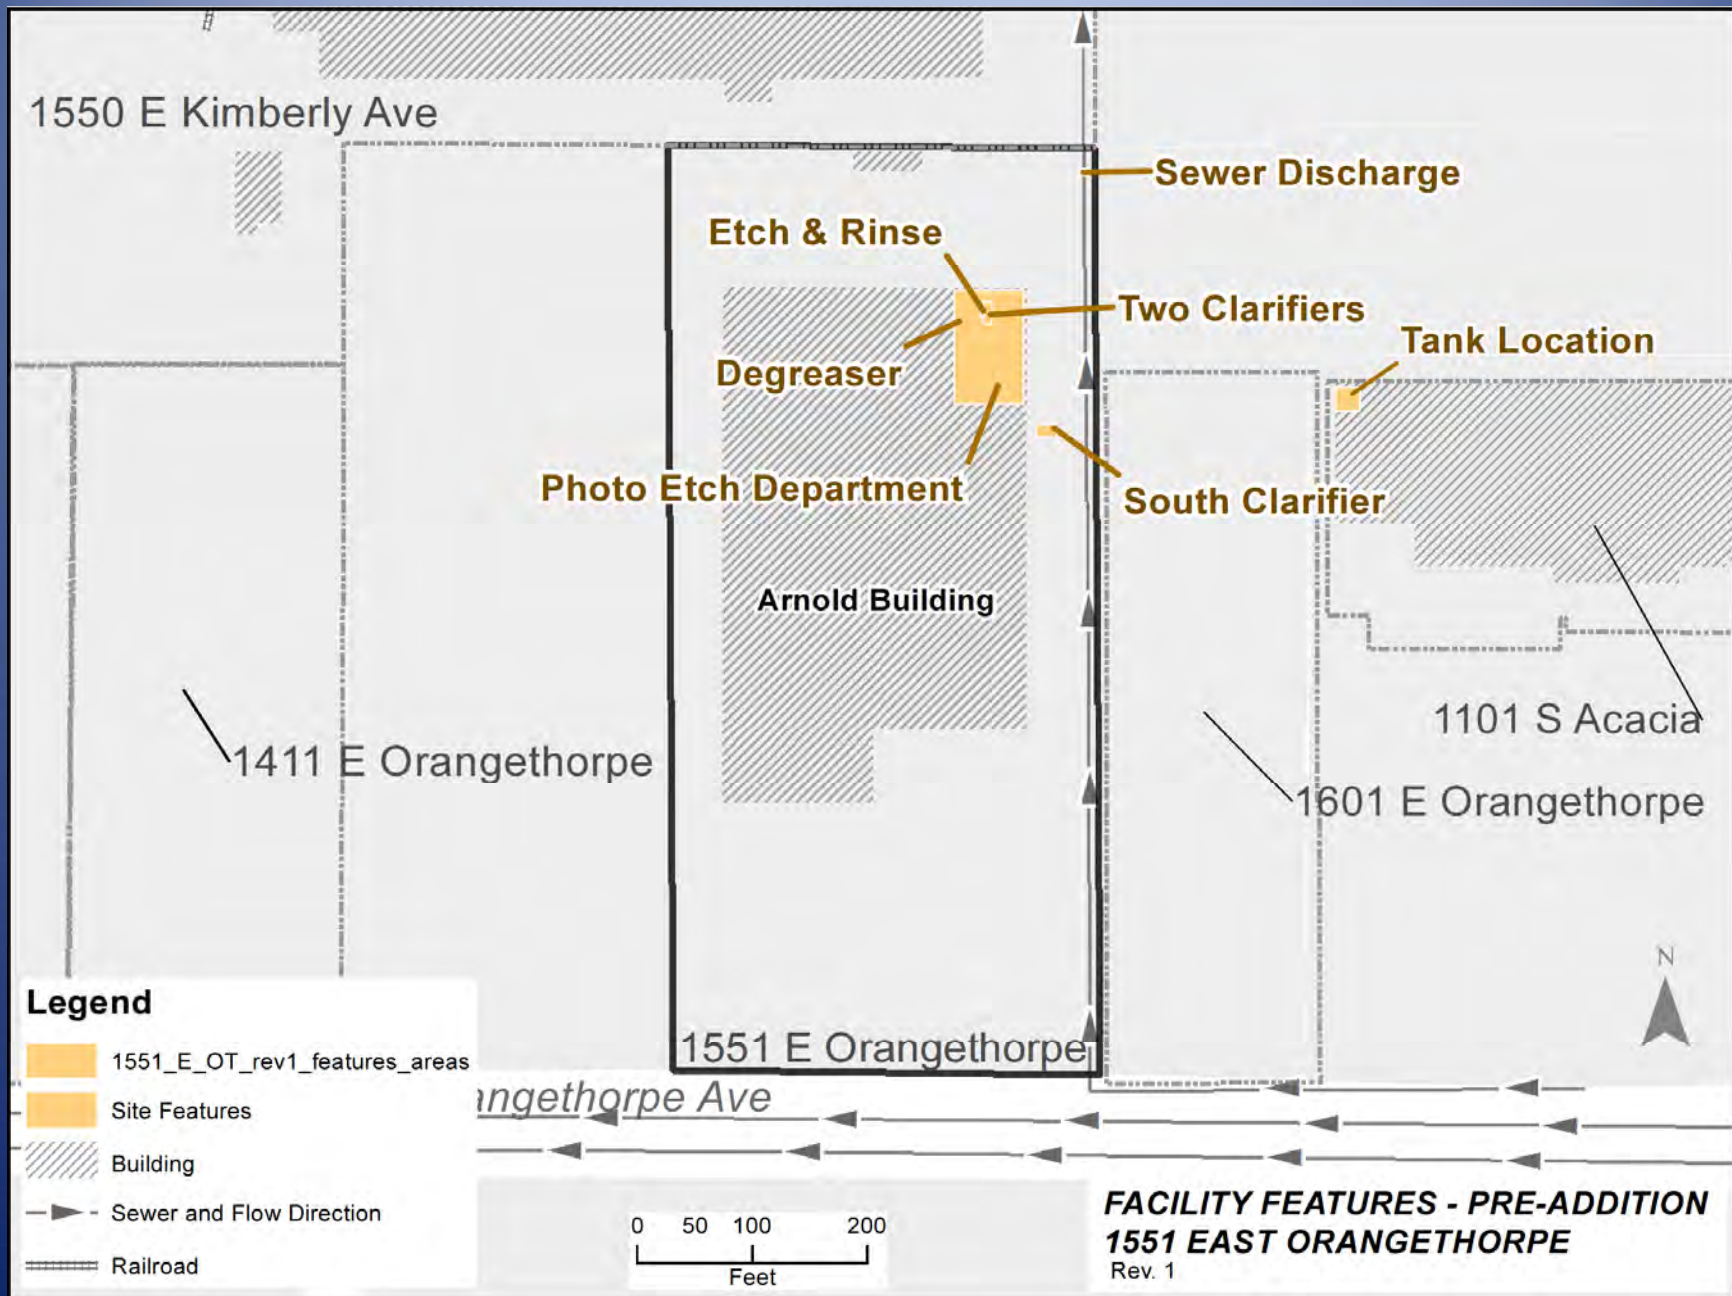 1550 E Kimberly Ave
Sewer Discharge
Etch & Rinse
Two Clarifiers
Tank Location
Degreaser
Photo Etch Department
South Clarifier
Arnold Building
1101 S Acacia
1411 E Orangethorpe
1601 E Orangethorpe
N
Legend
1551_E_OT_rev1_features_areas
Site Features
Building
Sewer and Flow Direction
Railroad
1551 E Orangethorpe
angethorpe Ave
0 50 100 200
Feet
FACILITY FEATURES - PRE-ADDITION
1551 EAST ORANGETHORPE
Rev. 1